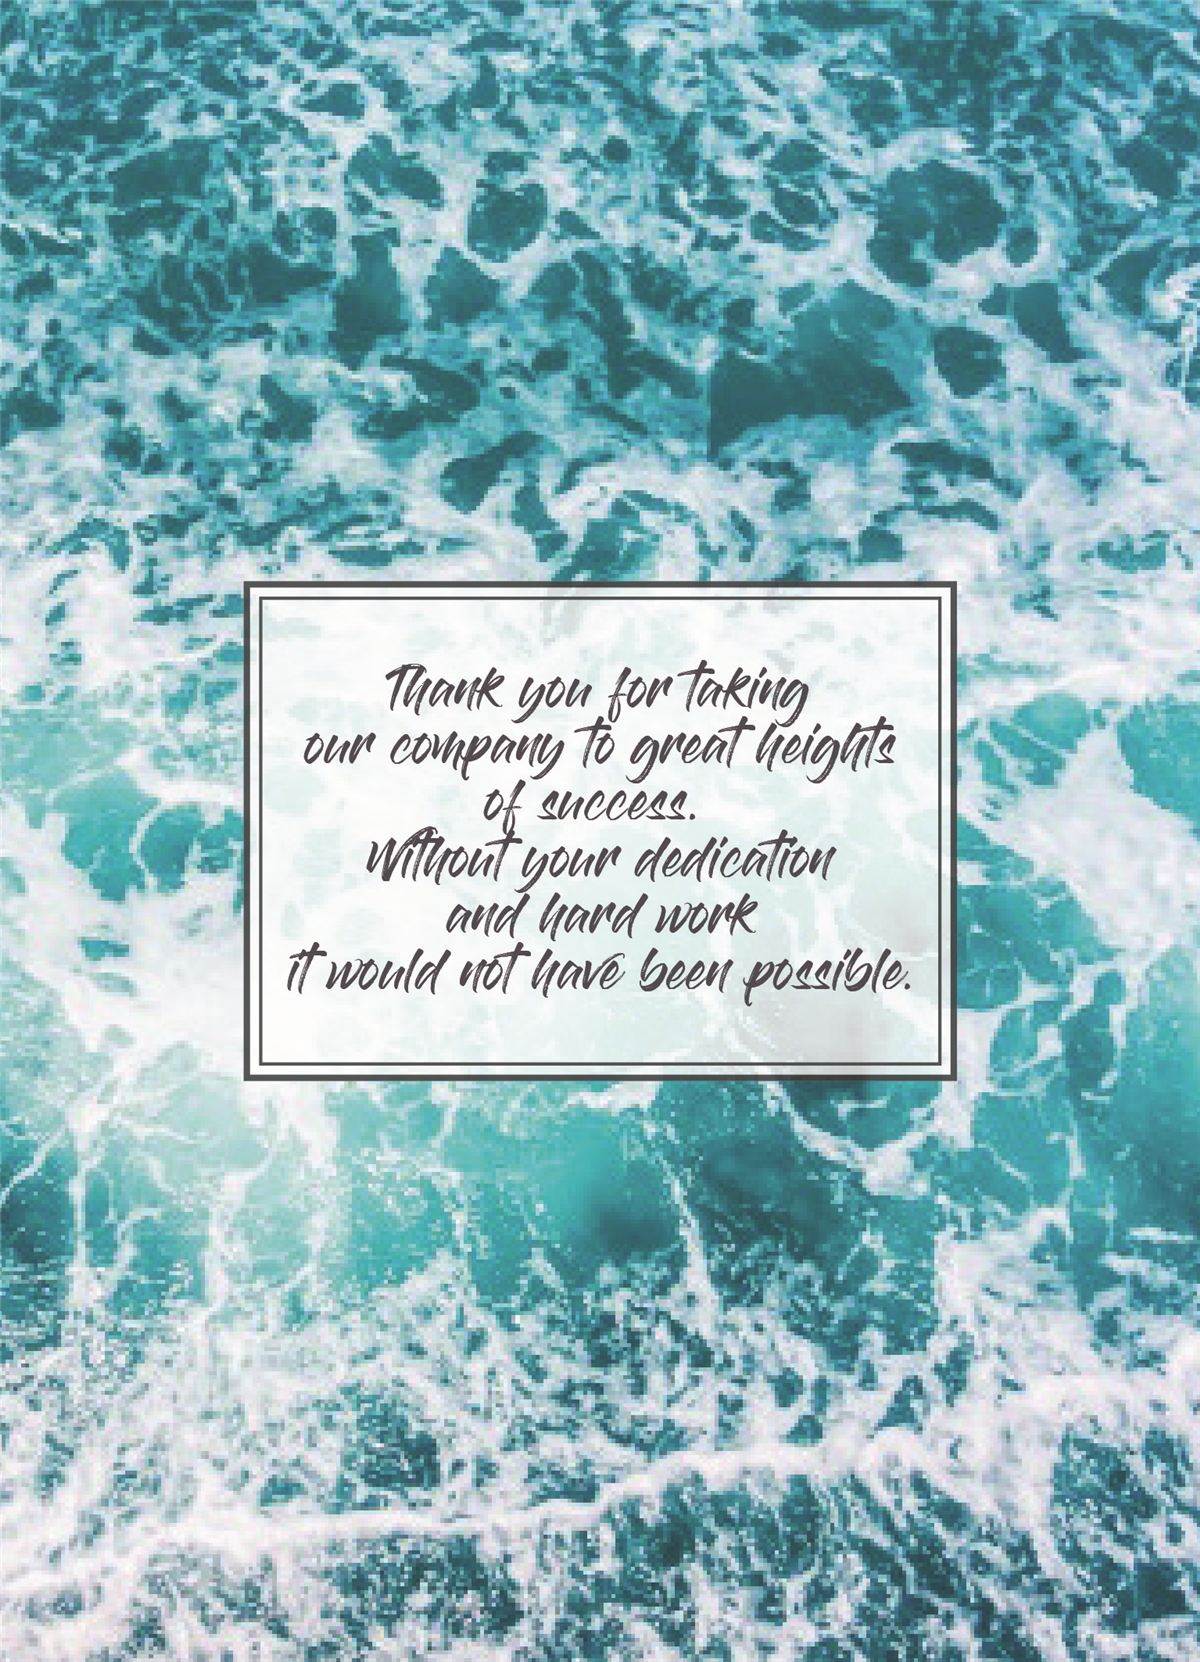 Thank you for taking
our company to great heights
of success.
Without your dedication
and hard work
it would not have been possible.